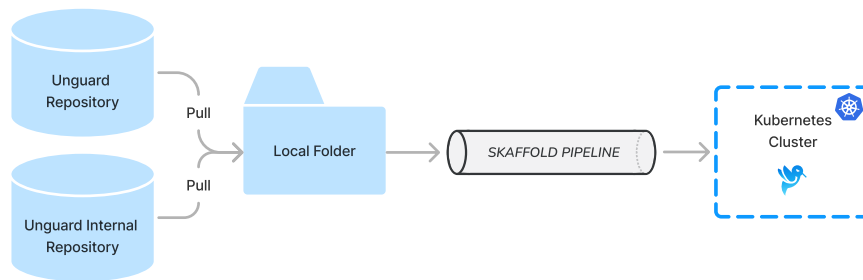 Unguard
Repository
Pull
Local Folder
SKAFFOLD PIPELINE
Kubernetes
Cluster
Pull
Unguard Internal
Repository